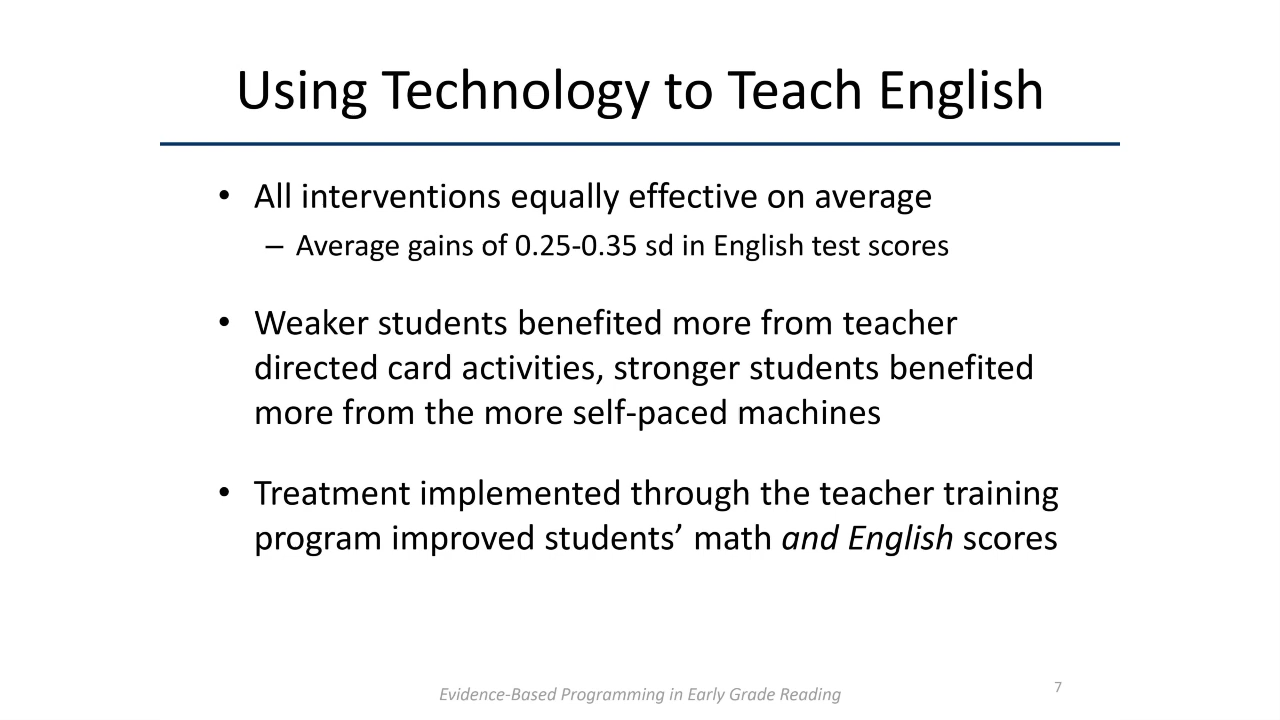 Using Technology to Teach English
• All interventions equally effective on average
– Average gains of 0.25-0.35 sd in English test scores
• Weaker students benefited more from teacher
directed card activities, stronger students benefited
more from the more self-paced machines
• Treatment implemented through the teacher training
program improved students’ math and English scores
Evidence-Based Programming in Early Grade Reading
7